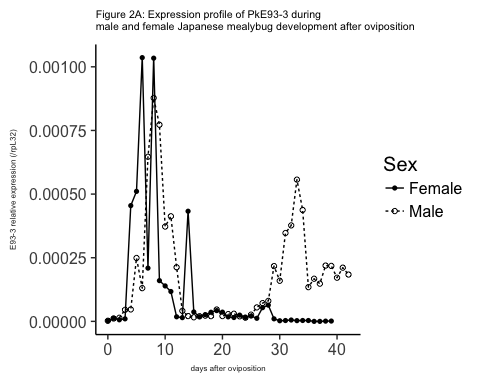 Figure 2A: Expression profile of PkE93-3 during
male and female Japanese mealybug development after oviposition
0.00100
0.00075
0.00050
0.00025
0.00000
E93-3 relative expression (/rpL32)
0 10 20 30 40
days after oviposition
Sex
Female
Male